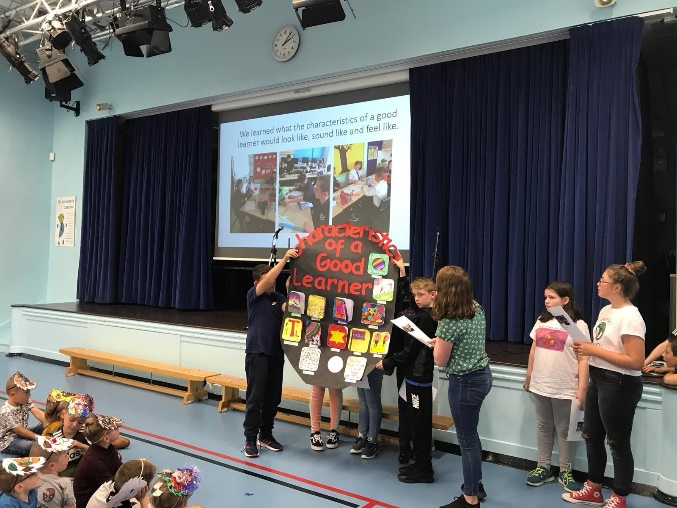 We learned what the characteristics of a good
learner would look like, sound like and feel like.
Characteristic
of a
Good
Learner